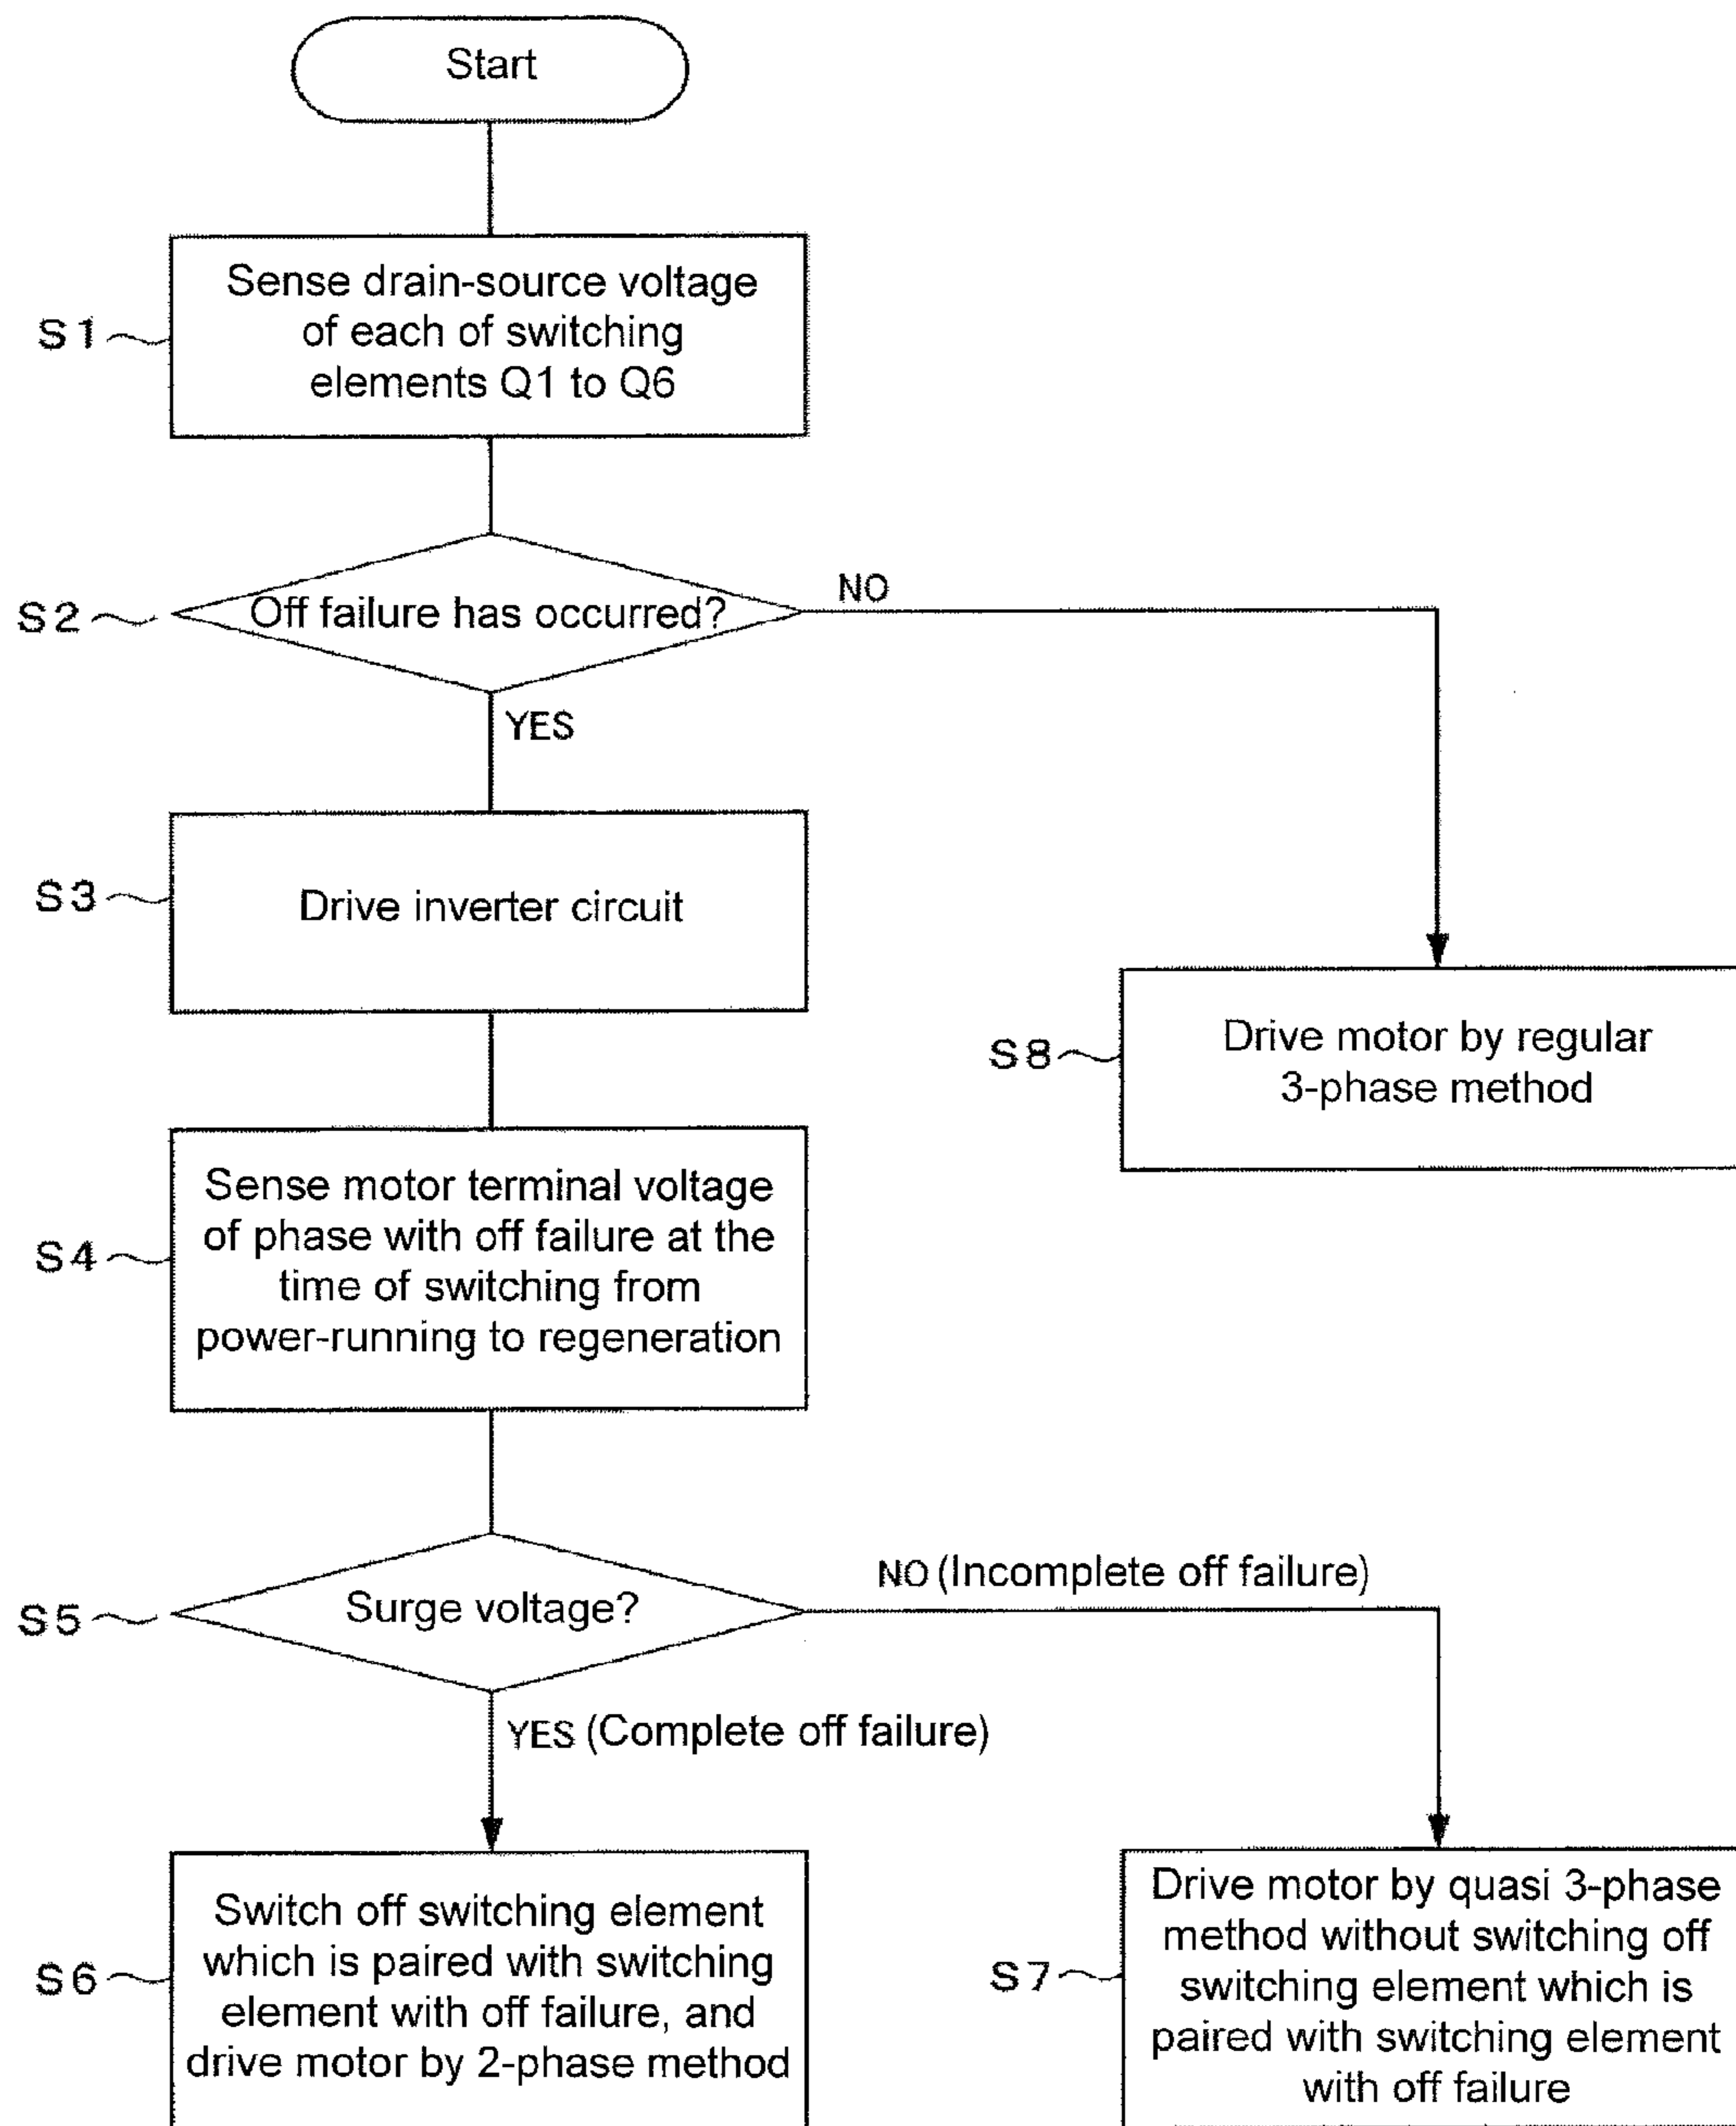 Start
S1
Sense drain-source voltage
of each of switching
elements Q1 to Q6
S2
Off failure has occurred?
NO
YES
S3
Drive inverter circuit
S8
Drive motor by regular
3-phase method
S4
Sense motor terminal voltage
of phase with off failure at the
time of switching from
power-running to regeneration
S5
Surge voltage?
NO (Incomplete off failure)
YES (Complete off failure)
S6
Switch off switching element
which is paired with switching
element with off failure, and
drive motor by 2-phase method
S7
Drive motor by quasi 3-phase
method without switching off
switching element which is
paired with switching element
with off failure